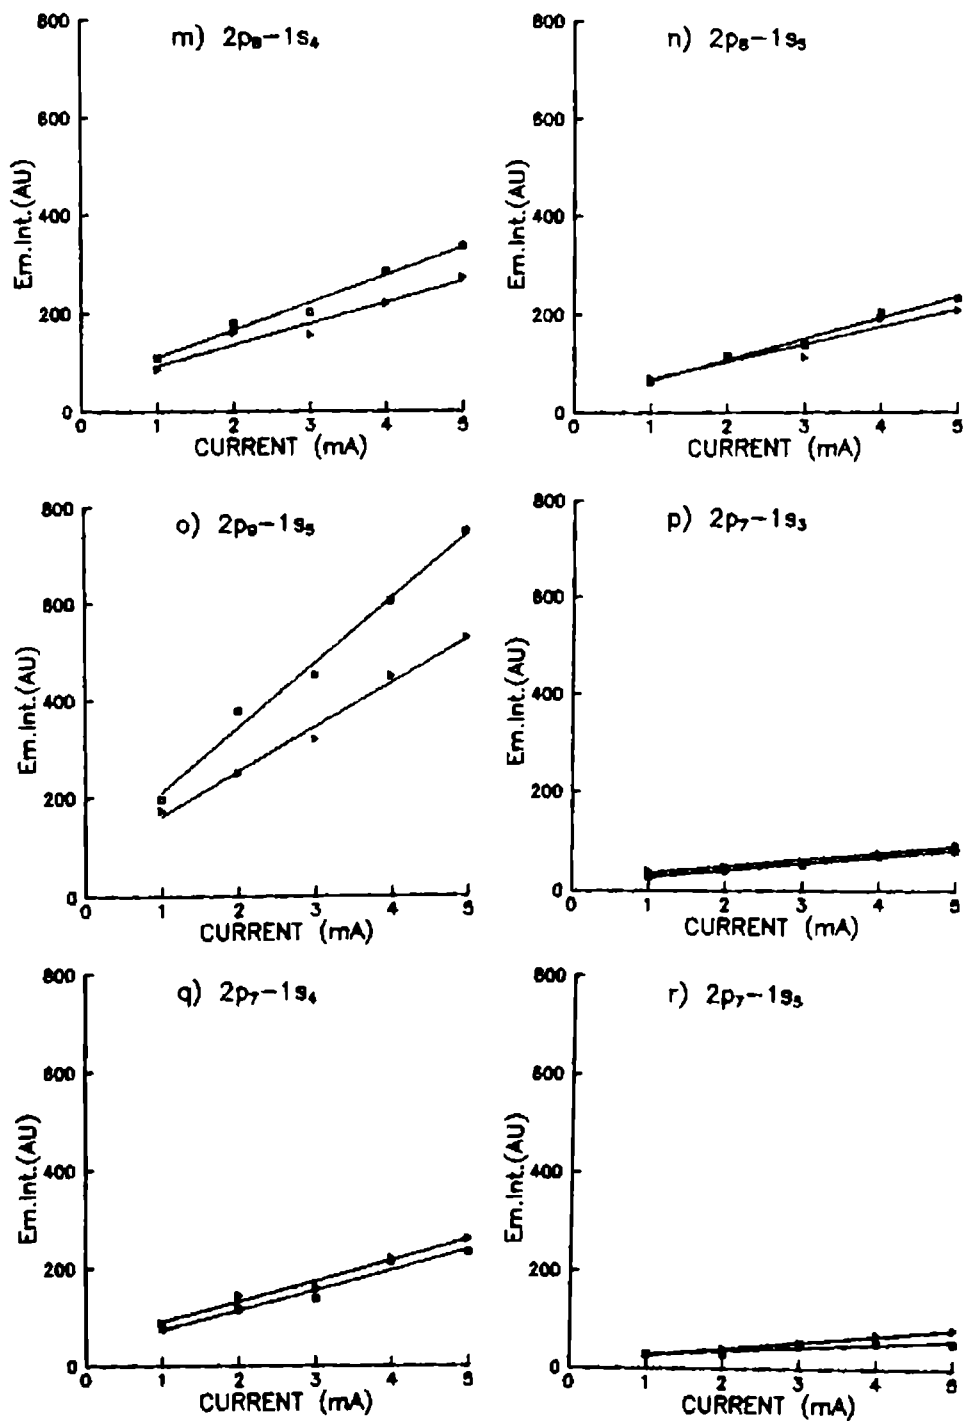 m) 2p₈-1s₄
800
600
400
200
0
Em.Int.(AU)
0 1 2 3 4 5
CURRENT (mA)
n) 2p₈-1s₅
800
600
400
200
0
Em.Int.(AU)
0 1 2 3 4 5
CURRENT (mA)
o) 2p₉-1s₅
800
600
400
200
0
Em.Int.(AU)
0 1 2 3 4 5
CURRENT (mA)
p) 2p₇-1s₃
800
600
400
200
0
Em.Int.(AU)
0 1 2 3 4 5
CURRENT (mA)
q) 2p₇-1s₄
800
600
400
200
0
Em.Int.(AU)
0 1 2 3 4 5
CURRENT (mA)
r) 2p₇-1s₅
800
600
400
200
0
Em.Int.(AU)
0 1 2 3 4 5
CURRENT (mA)